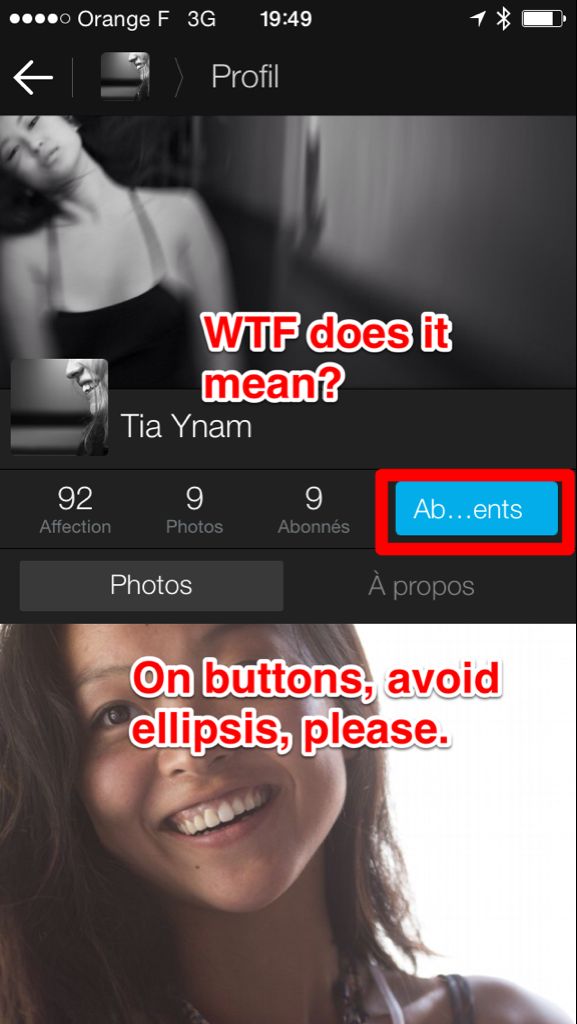 Orange F 3G 19:49
Profil
WTF does it
mean?
Tia Ynam
92 9 9
Affection Photos Abonnés
Ab…ents
Photos À propos
On buttons, avoid
ellipsis, please.